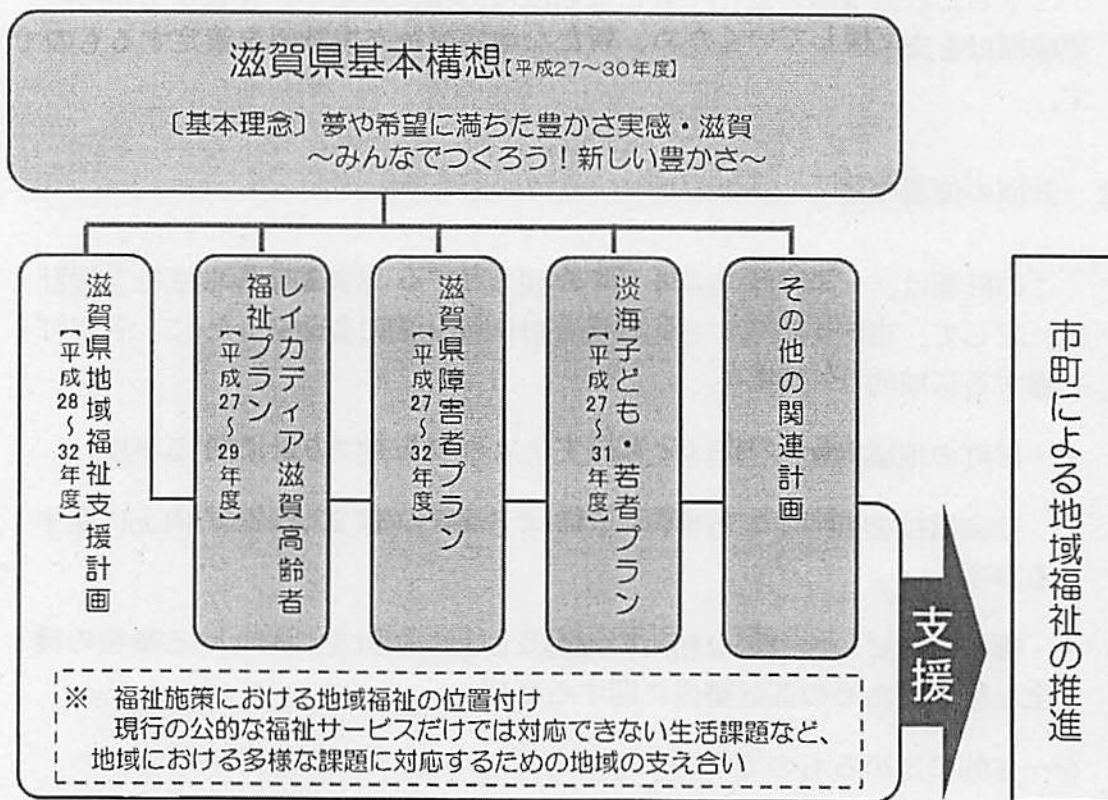 滋賀県基本構想【平成27～30年度】
〔基本理念〕夢や希望に満ちた豊かさ実感・滋賀
～みんなでつくろう！新しい豊かさ～
滋賀県地域福祉支援計画
【平成28～32年度】
レイカディア滋賀高齢者
福祉プラン
【平成27～29年度】
滋賀県障害者プラン
【平成27～32年度】
淡海子ども・若者プラン
【平成27～31年度】
その他の関連計画
※　福祉施策における地域福祉の位置付け
現行の公的な福祉サービスだけでは対応できない生活課題など、
地域における多様な課題に対応するための地域の支え合い
支援
市町による地域福祉の推進